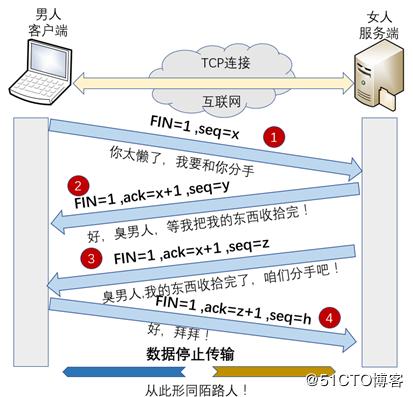 男人
客户端
女人
服务端
TCP连接
互联网
FIN=1 ,seq=x
1
你太懒了，我要和你分手
2
FIN=1 ,ack=x+1 ,seq=y
好，臭男人，等我把我的东西收拾完！
3
FIN=1 ,ack=x+1 ,seq=z
臭男人,我的东西收拾完了，咱们分手吧！
FIN=1 ,ack=z+1 ,seq=h
4
好，拜拜！
数据停止传输
从此形同陌路人！
@51CTO博客